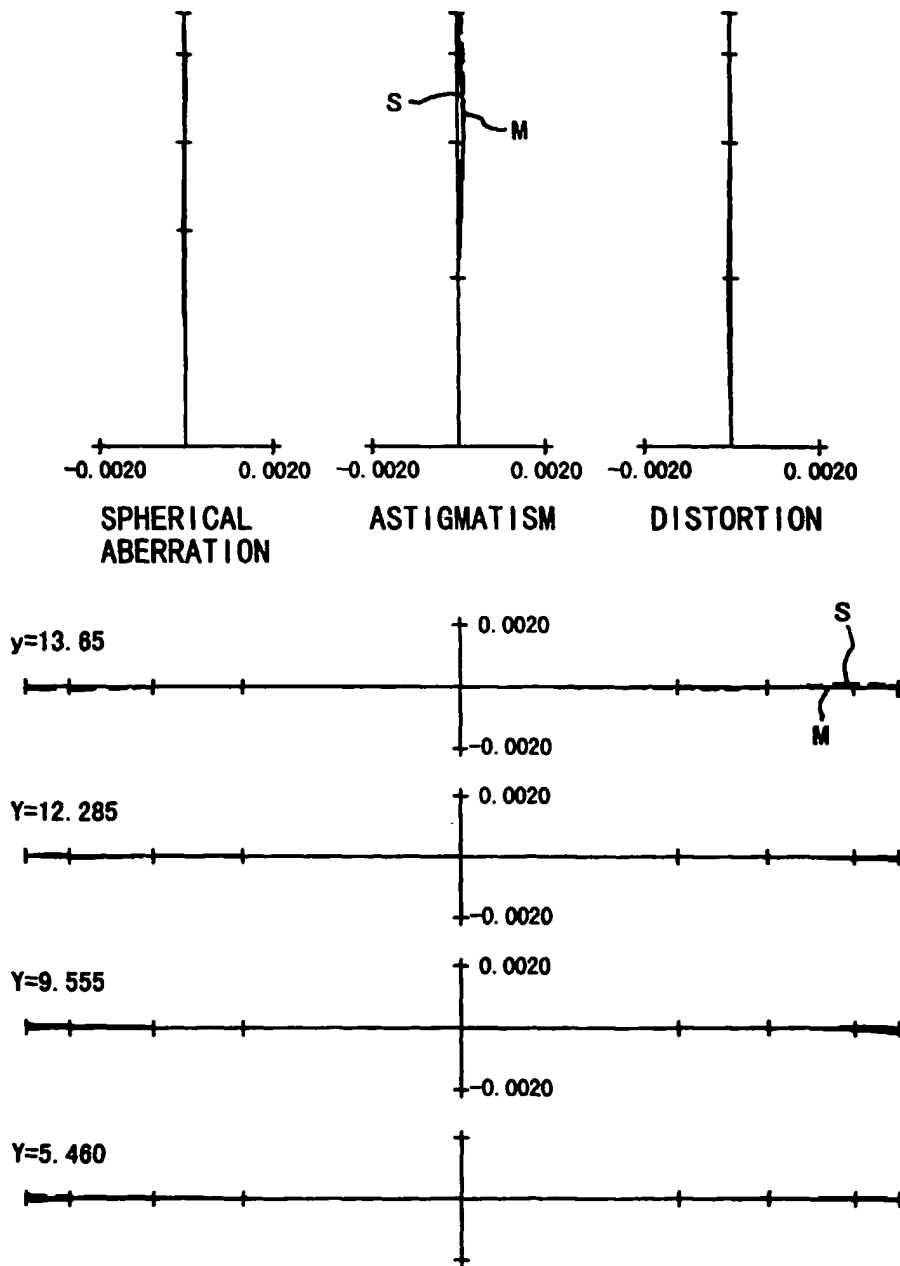 S
M
-0.0020 0.0020 -0.0020 0.0020 -0.0020 0.0020
SPHERICAL ABERRATION
ASTIGMATISM
DISTORTION
y=13.65
0.0020
-0.0020
S
M
Y=12.285
0.0020
-0.0020
Y=9.555
0.0020
-0.0020
Y=5.460